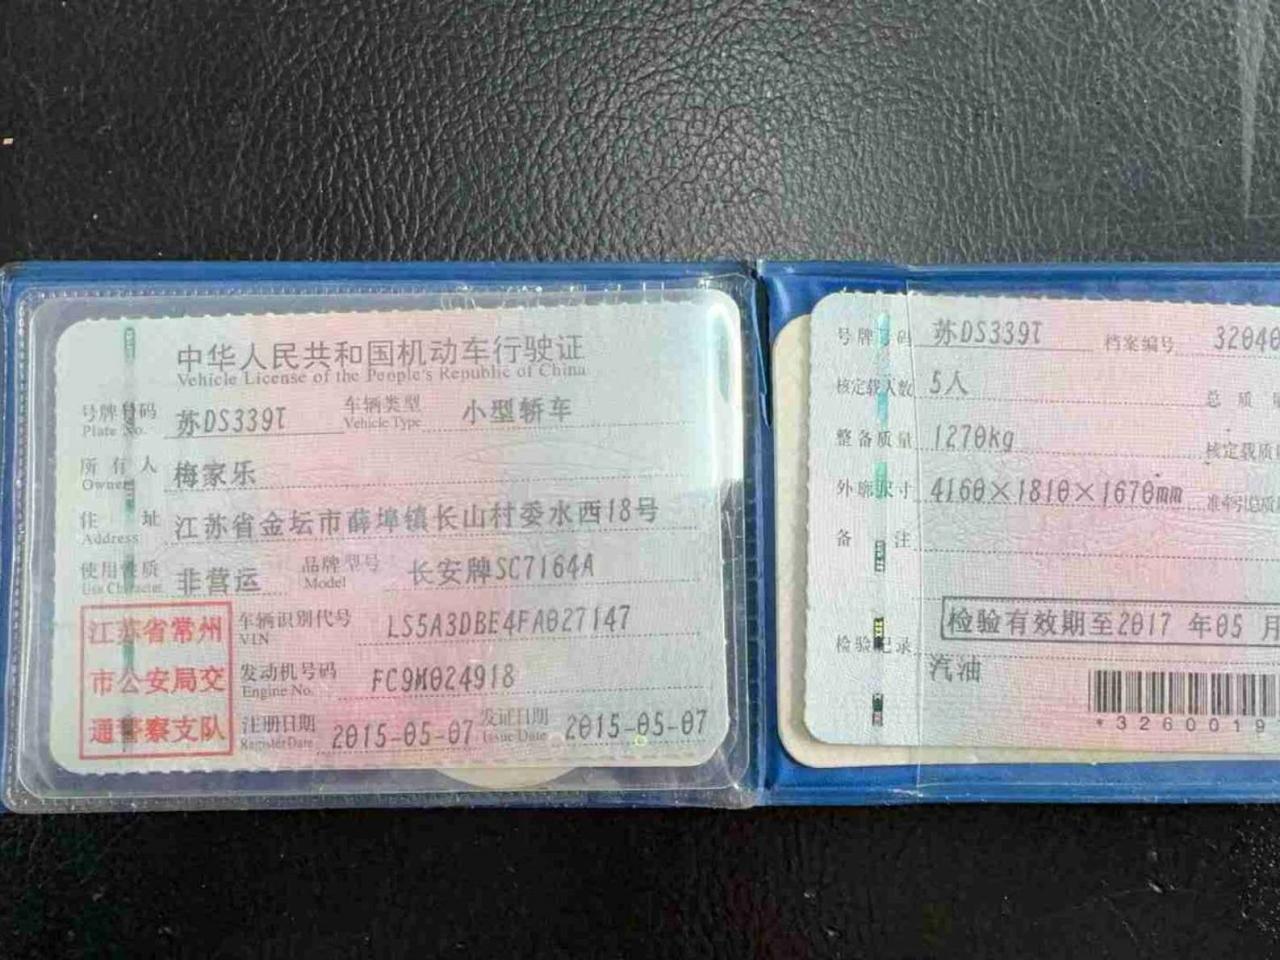 中华人民共和国机动车行驶证
Vehicle License of the People's Republic of China
号牌号码 苏DS339T 车辆类型 小型轿车
Plate No. Vehicle Type
所有人 梅家乐
Owner
住址 江苏省金坛市薛埠镇长山村委水西18号
Address
使用性质 非营运 品牌型号 长安牌SC7164A
Use Character Model
江苏省常州
市公安局交
通警察支队
车辆识别代号 LS5A3DBE4FA027147
VIN
发动机号码 FC9M024918
Engine No.
注册日期 2015-05-07 发证日期 2015-05-07
Register Date Issue Date
号牌号码 苏DS339T 档案编号 32040
核定载人数 5人 总质
整备质量 1270kg 核定载质
外廓尺寸 4160×1810×1670mm 准牵引总质
备注
检验有效期至2017年05月
检验记录
汽油
*3260019